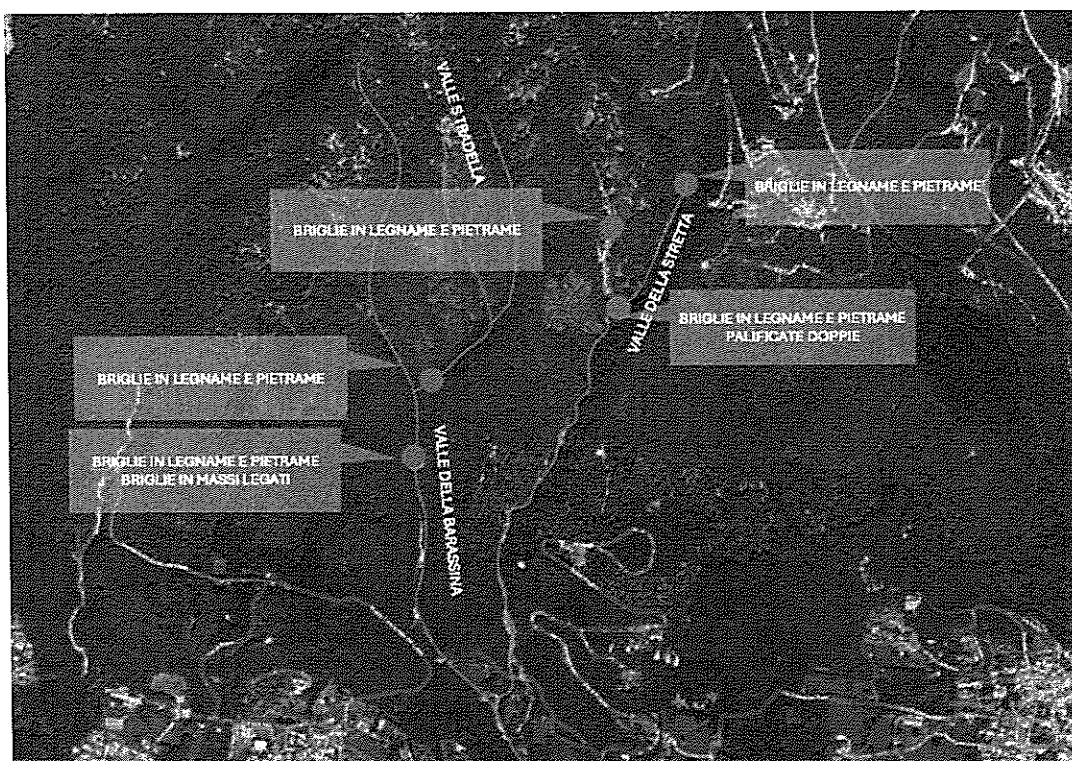 VALLE STRADELLA
BRIGLIE IN LEGNAME E PIETRAME
BRIGLIE IN LEGNAME E PIETRAME
VALLE DELLA STRETTA
BRIGLIE IN LEGNAME E PIETRAME
PALIFICATE DOPPIE
BRIGLIE IN LEGNAME E PIETRAME
BRIGLIE IN LEGNAME E PIETRAME
BRIGLIE IN MASSI LEGATI
VALLE DELLA BARASSINA